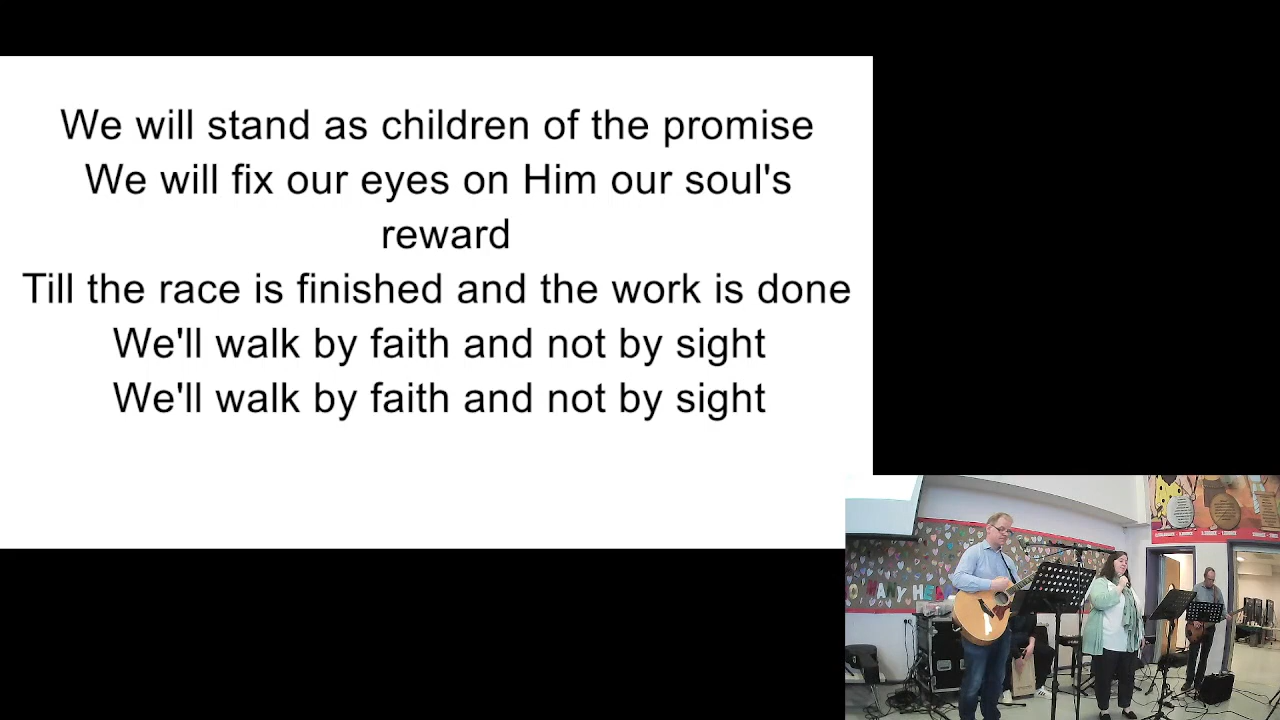 We will stand as children of the promise
We will fix our eyes on Him our soul's
reward
Till the race is finished and the work is done
We'll walk by faith and not by sight
We'll walk by faith and not by sight
O MANY HEA